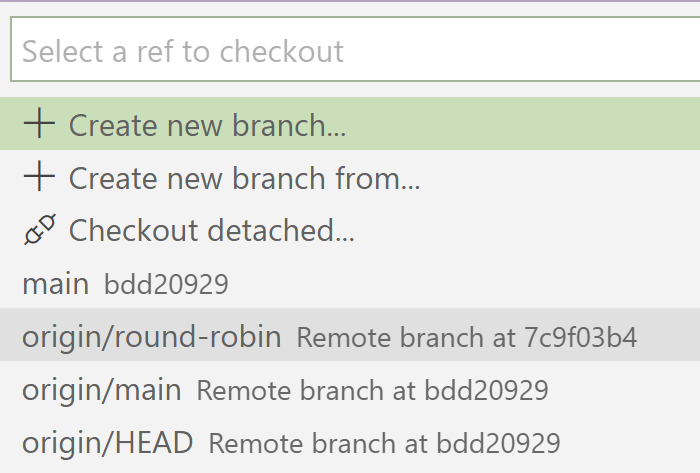 Select a ref to checkout
Create new branch...
Create new branch from...
Checkout detached...
main bdd20929
origin/round-robin Remote branch at 7c9f03b4
origin/main Remote branch at bdd20929
origin/HEAD Remote branch at bdd20929